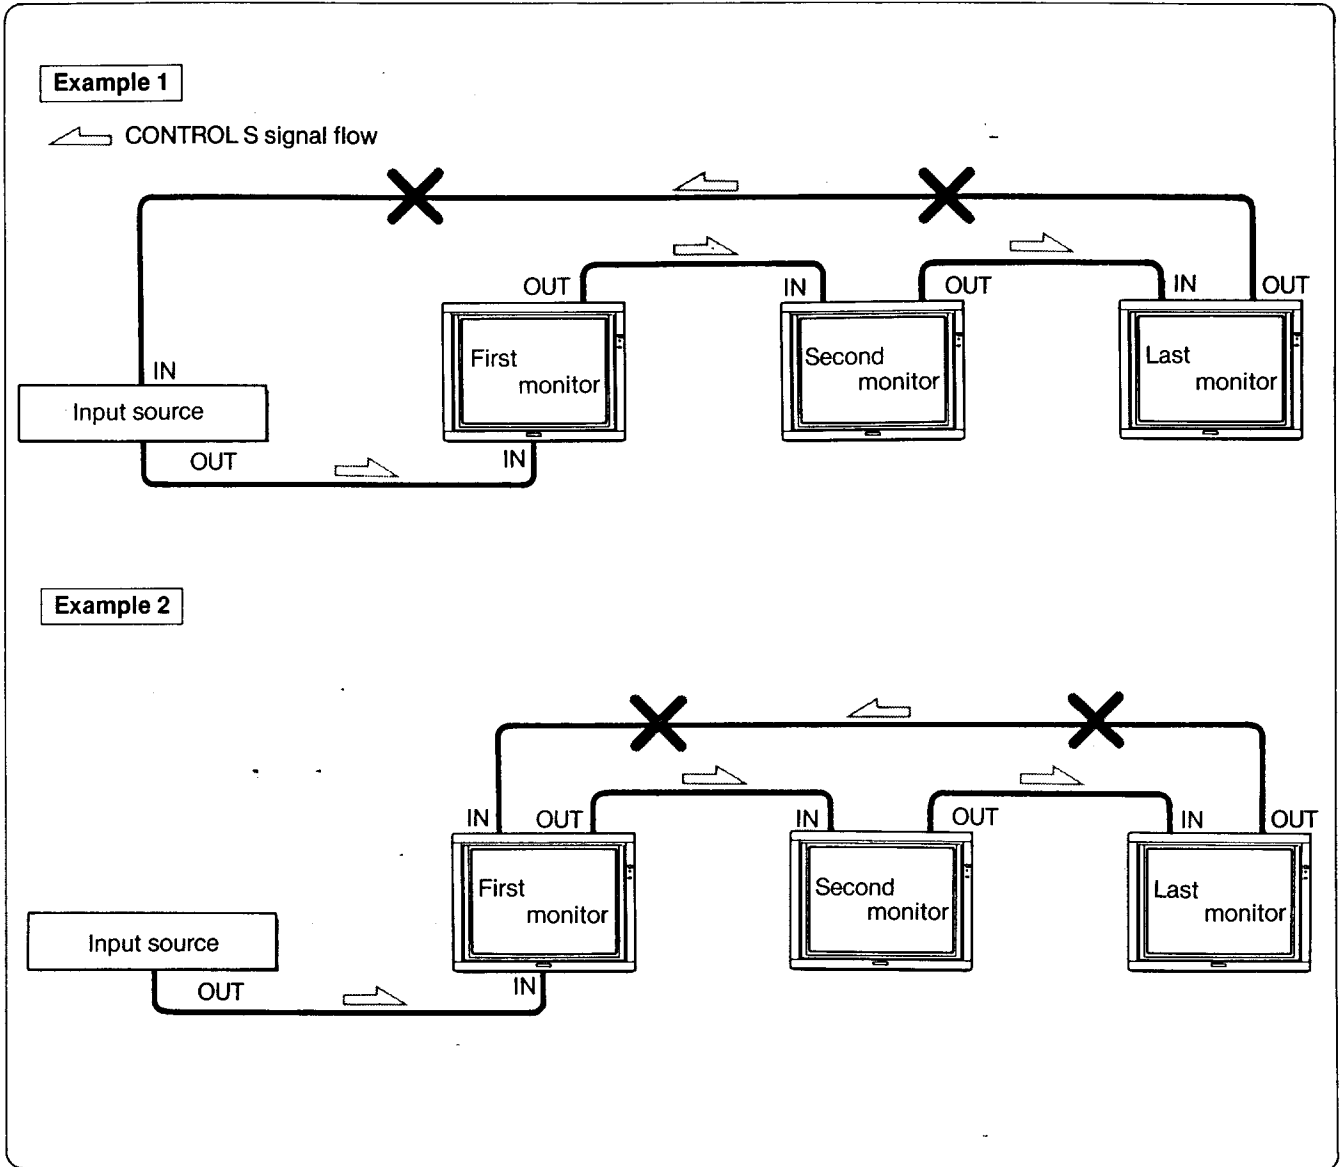 Example 1
CONTROL S signal flow
OUT
IN
OUT
IN
OUT
IN
First
monitor
Second
monitor
Last
monitor
Input source
OUT
IN
Example 2
IN
OUT
IN
OUT
IN
OUT
First
monitor
Second
monitor
Last
monitor
Input source
OUT
IN